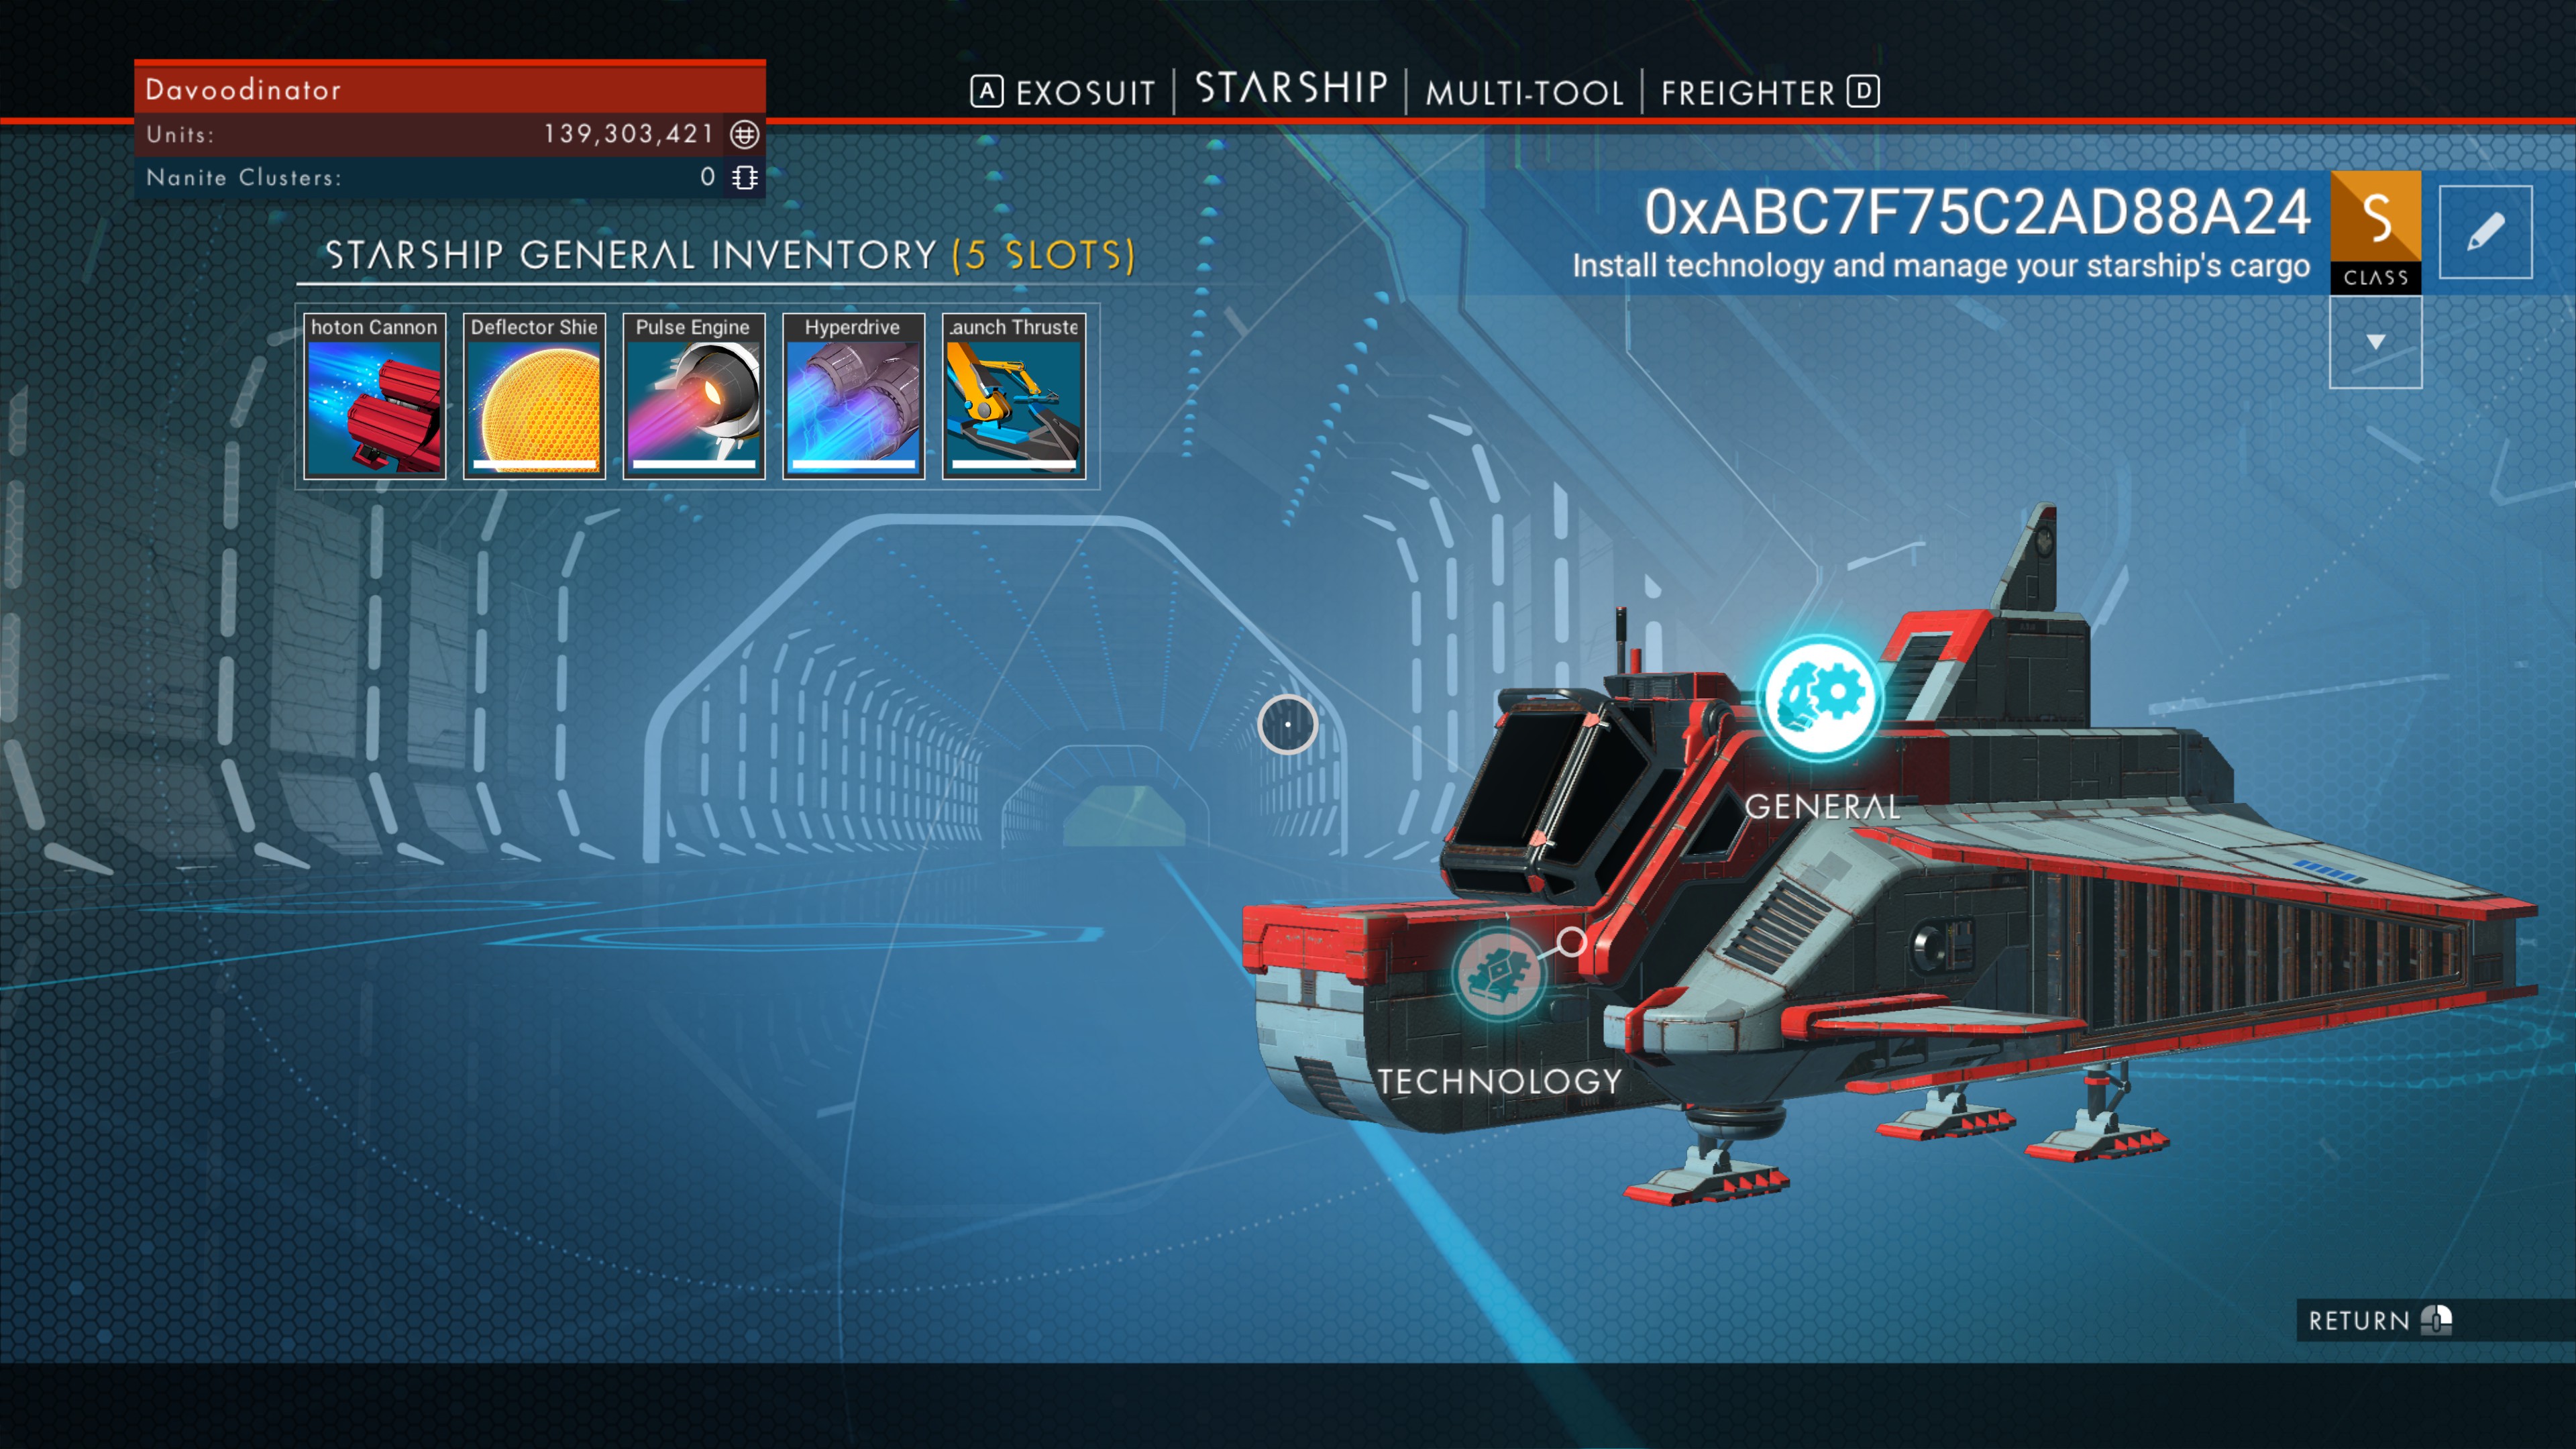 Davoodinator
Units: 139,303,421
Nanite Clusters: 0
A EXOSUIT STARSHIP MULTI-TOOL FREIGHTER D
0xABC7F75C2AD88A24
Install technology and manage your starship's cargo
S
CLASS
STARSHIP GENERAL INVENTORY (5 SLOTS)
hoton Cannon Deflector Shie Pulse Engine Hyperdrive aunch Thruste
GENERAL
TECHNOLOGY
RETURN